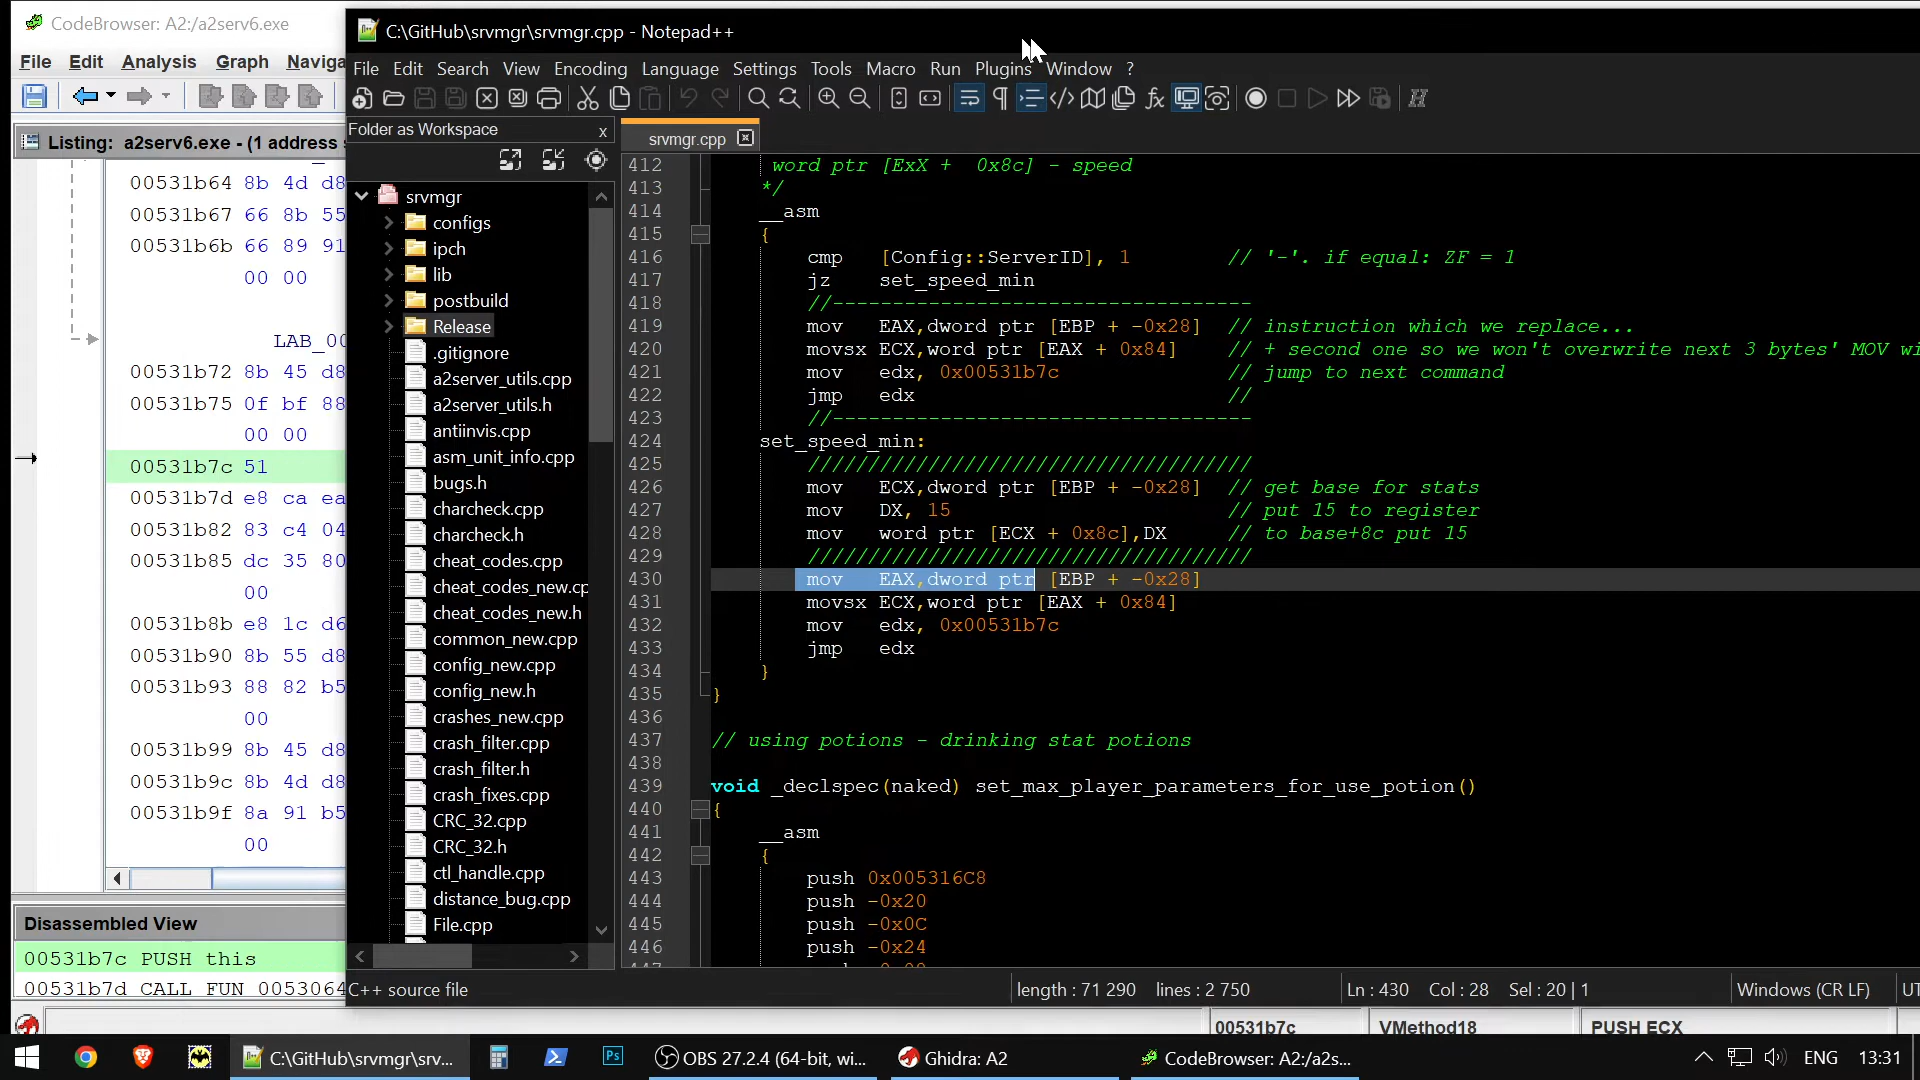 CodeBrowser: A2:/a2serv6.exe
File Edit Analysis Graph Naviga
Listing: a2serv6.exe - (1 address s
00531b64 8b 4d d8
00531b67 66 8b 55
00531b6b 66 89 91
00 00
LAB_00
00531b72 8b 45 d8
00531b75 0f bf 88
00 00
00531b7c 51
00531b7d e8 ca ea
00531b82 83 c4 04
00531b85 dc 35 80
00
00531b8b e8 1c d6
00531b90 8b 55 d8
00531b93 88 82 b5
00
00531b99 8b 45 d8
00531b9c 8b 4d d8
00531b9f 8a 91 b5
00
Disassembled View
00531b7c PUSH this
00531b7d CALL FUN_0053064
C:\GitHub\srvmgr\srvmgr.cpp - Notepad++
File Edit Search View Encoding Language Settings Tools Macro Run Plugins Window ?
Folder as Workspace x
srvmgr
configs
ipch
lib
postbuild
Release
.gitignore
a2server_utils.cpp
a2server_utils.h
antiinvis.cpp
asm_unit_info.cpp
bugs.h
charcheck.cpp
charcheck.h
cheat_codes.cpp
cheat_codes_new.cp
cheat_codes_new.h
common_new.cpp
config_new.cpp
config_new.h
crashes_new.cpp
crash_filter.cpp
crash_filter.h
crash_fixes.cpp
CRC_32.cpp
CRC_32.h
ctl_handle.cpp
distance_bug.cpp
File.cpp
srvmgr.cpp
412 word ptr [ExX + 0x8c] - speed
413 */
414 __asm
415 {
416 cmp [Config::ServerID], 1 // '-'. if equal: ZF = 1
417 jz set_speed_min
418 //-----------------------------------
419 mov EAX,dword ptr [EBP + -0x28] // instruction which we replace...
420 movsx ECX,word ptr [EAX + 0x84] // + second one so we won't overwrite next 3 bytes' MOV wi
421 mov edx, 0x00531b7c // jump to next command
422 jmp edx //
423 //-----------------------------------
424 set_speed_min:
425 /////////////////////////////////////
426 mov ECX,dword ptr [EBP + -0x28] // get base for stats
427 mov DX, 15 // put 15 to register
428 mov word ptr [ECX + 0x8c],DX // to base+8c put 15
429 /////////////////////////////////////
430 mov EAX,dword ptr [EBP + -0x28]
431 movsx ECX,word ptr [EAX + 0x84]
432 mov edx, 0x00531b7c
433 jmp edx
434 }
435 }
436
437 // using potions - drinking stat potions
438
439 void _declspec(naked) set_max_player_parameters_for_use_potion()
440 {
441 __asm
442 {
443 push 0x005316C8
444 push -0x20
445 push -0x0C
446 push -0x24
C++ source file length : 71 290 lines : 2 750 Ln : 430 Col : 28 Sel : 20 | 1 Windows (CR LF) UT
00531b7c VMethod18 PUSH ECX
C:\GitHub\srvmgr\srv... Ps OBS 27.2.4 (64-bit, wi... Ghidra: A2 CodeBrowser: A2:/a2s... ENG 13:31